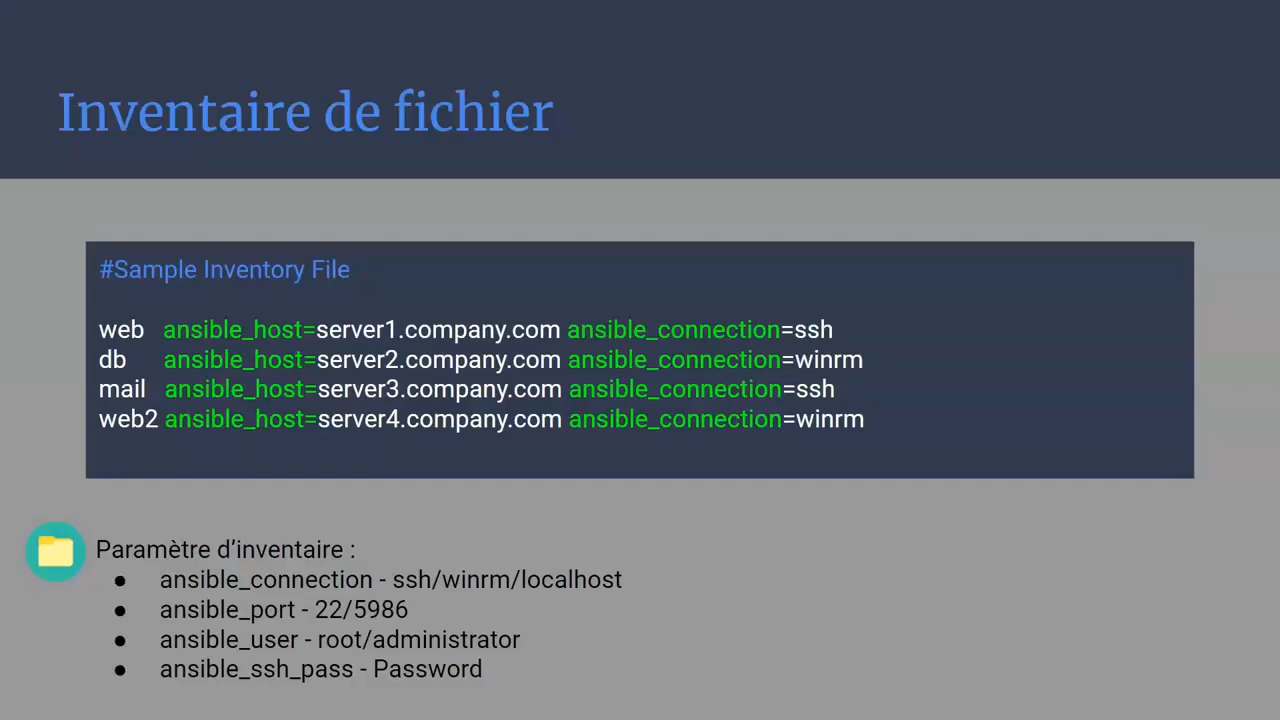 Inventaire de fichier
#Sample Inventory File
web ansible_host=server1.company.com ansible_connection=ssh
db ansible_host=server2.company.com ansible_connection=winrm
mail ansible_host=server3.company.com ansible_connection=ssh
web2 ansible_host=server4.company.com ansible_connection=winrm
Paramètre d’inventaire :
● ansible_connection - ssh/winrm/localhost
● ansible_port - 22/5986
● ansible_user - root/administrator
● ansible_ssh_pass - Password